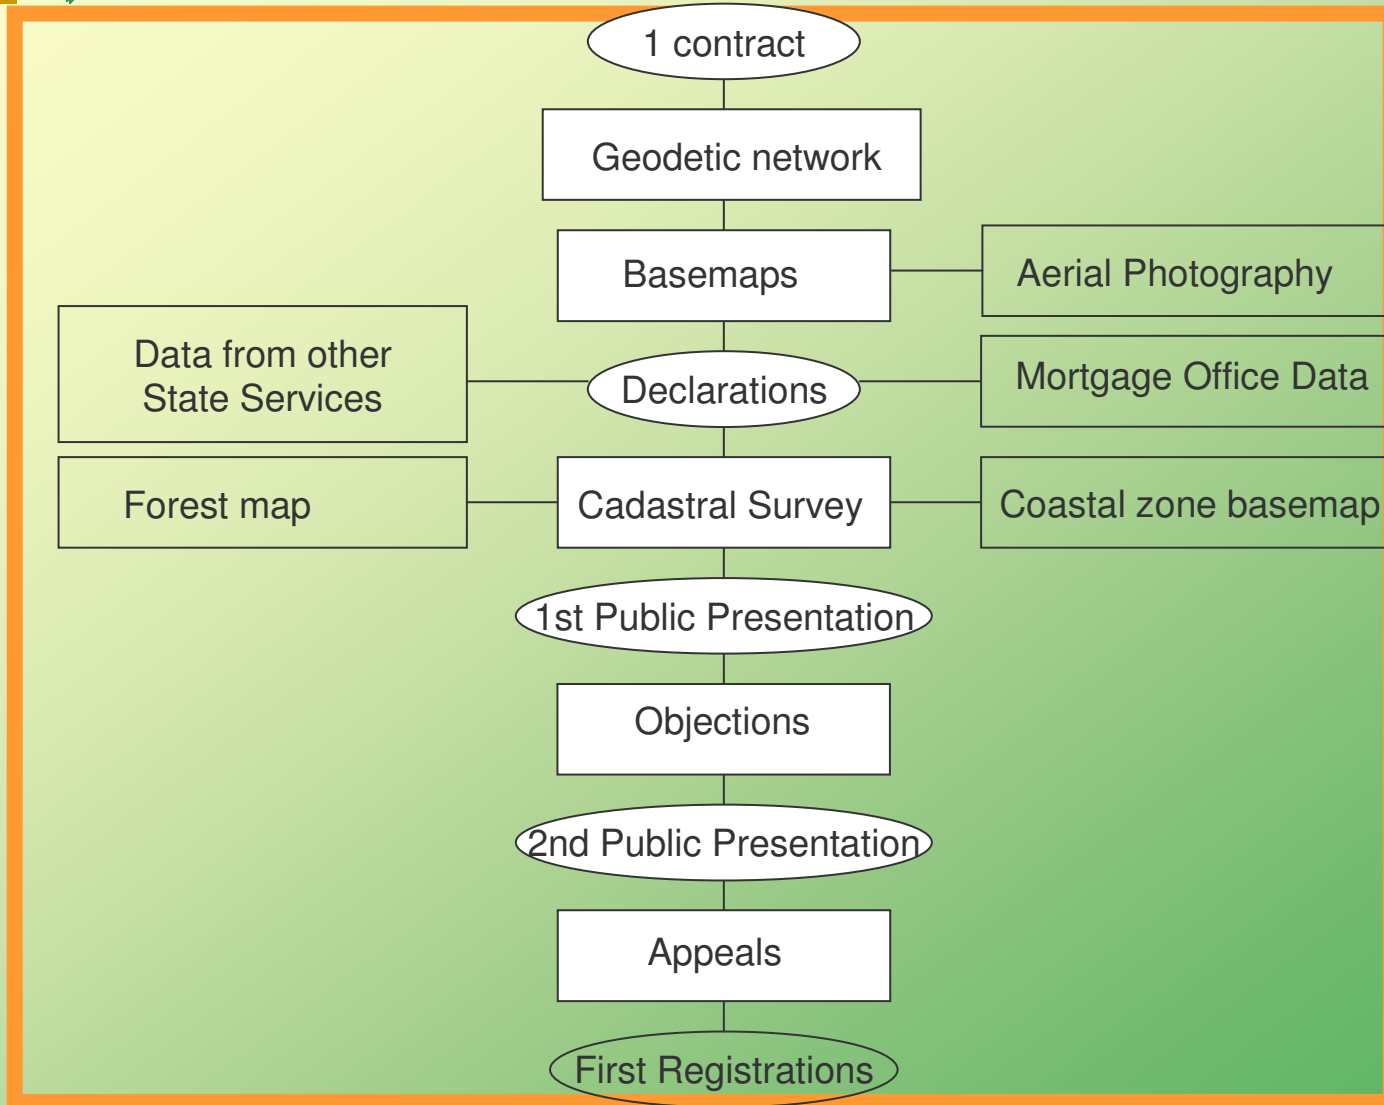 1 contract
Geodetic network
Basemaps
Aerial Photography
Data from other
State Services
Declarations
Mortgage Office Data
Forest map
Cadastral Survey
Coastal zone basemap
1st Public Presentation
Objections
2nd Public Presentation
Appeals
First Registrations